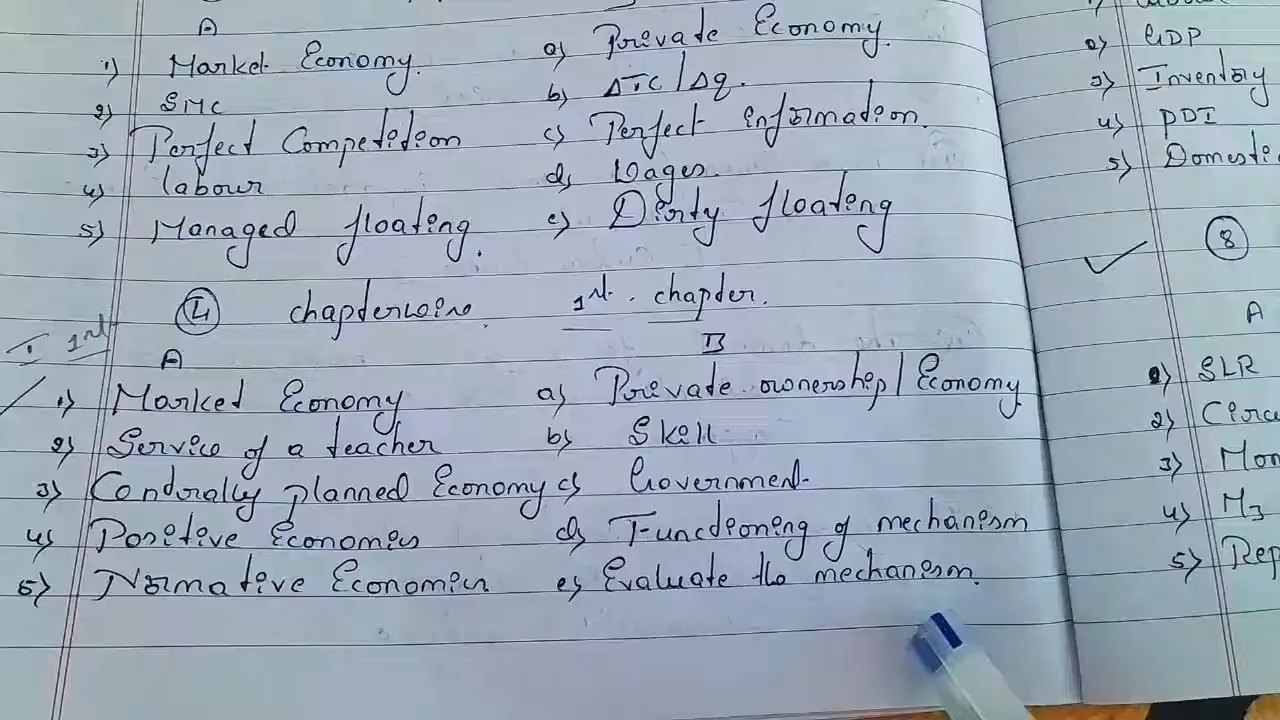 A
1) Market Economy. a) Private Economy.
2) SMC b) ΔTC/Δq.
3) Perfect Competition c) Perfect information.
4) labour d) Wages.
5) Managed floating. e) Dirty floating
4 chapterwise. 1st. chapter.
I 1st
A B
1) Market Economy a) Private ownership/Economy
2) Service of a teacher b) Skill
3) Centrally planned Economy c) Government.
4) Positive Economics d) Functioning of mechanism
5) Normative Economics e) Evaluate the mechanism.
2) GDP
3) Inventory
4) PDI
5) Domesti
8
A
1) SLR
2) Circu
3) Mon
4) M3
5) Rep